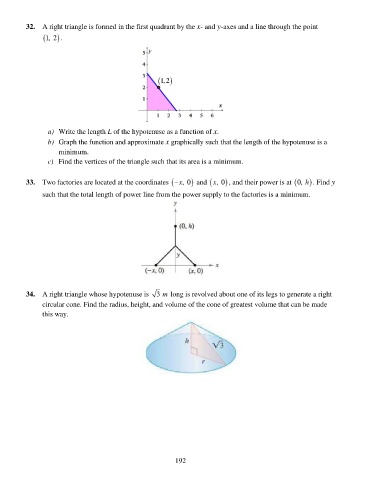 32. A right triangle is formed in the first quadrant by the x- and y-axes and a line through the point
(1, 2).
5 y
4
3
(1,2)
2
1
x
1 2 3 4 5 6
a) Write the length L of the hypotenuse as a function of x.
b) Graph the function and approximate x graphically such that the length of the hypotenuse is a
minimum.
c) Find the vertices of the triangle such that its area is a minimum.
33. Two factories are located at the coordinates (−x, 0) and (x, 0), and their power is at (0, h). Find y
such that the total length of power line from the power supply to the factories is a minimum.
y
(0, h)
y
x
(−x, 0) (x, 0)
34. A right triangle whose hypotenuse is √3 m long is revolved about one of its legs to generate a right
circular cone. Find the radius, height, and volume of the cone of greatest volume that can be made
this way.
h √3
r
192